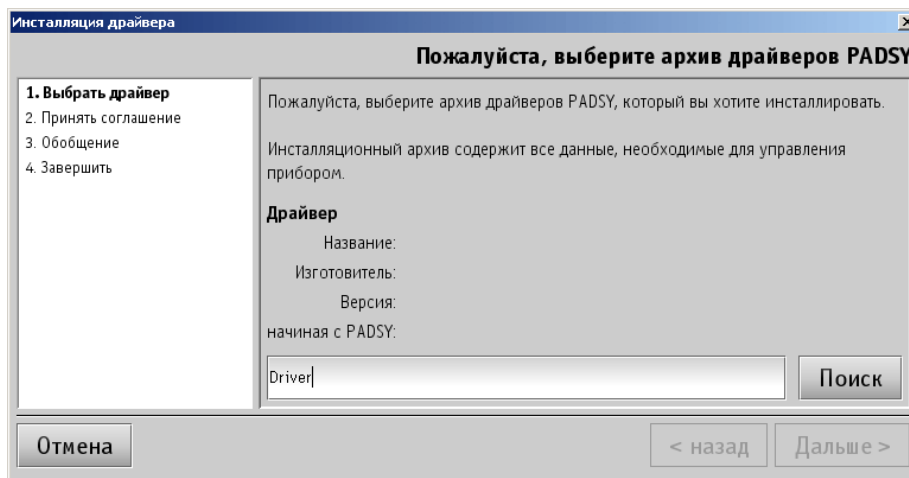 Инсталляция драйвера
Пожалуйста, выберите архив драйверов PADSY
1. Выбрать драйвер
2. Принять соглашение
3. Обобщение
4. Завершить
Пожалуйста, выберите архив драйверов PADSY, который вы хотите инсталлировать.
Инсталляционный архив содержит все данные, необходимые для управления
прибором.
Драйвер
Название:
Изготовитель:
Версия:
начиная с PADSY:
Driver
Поиск
Отмена
< назад
Дальше >